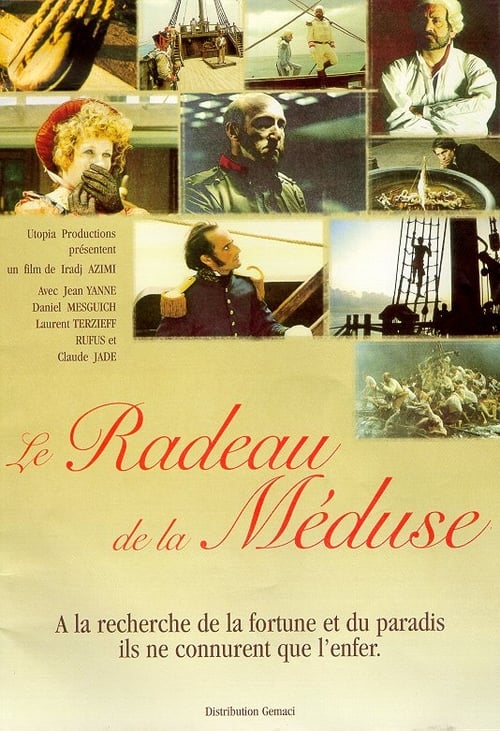 Utopia Productions
présentent
un film de Iradj AZIMI
Avec Jean YANNE
Daniel MESGUICH
Laurent TERZIEFF
RUFUS et
Claude JADE
Le Radeau
de la Méduse
A la recherche de la fortune et du paradis
ils ne connurent que l'enfer.
Distribution Gemaci